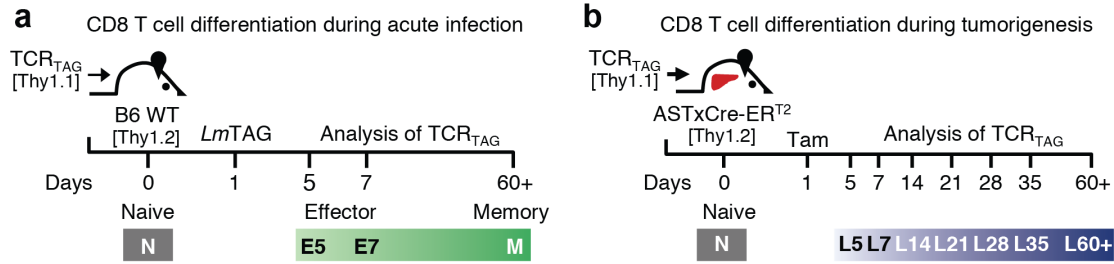 a
CD8 T cell differentiation during acute infection
TCRTAG
[Thy1.1]
B6 WT
[Thy1.2]
LmTAG
Analysis of TCRTAG
Days 0 1 5 7 60+
Naive Effector Memory
N E5 E7 M
b
CD8 T cell differentiation during tumorigenesis
TCRTAG
[Thy1.1]
ASTxCre-ERT2
[Thy1.2]
Tam
Analysis of TCRTAG
Days 0 1 5 7 14 21 28 35 60+
Naive
N L5 L7 L14 L21 L28 L35 L60+